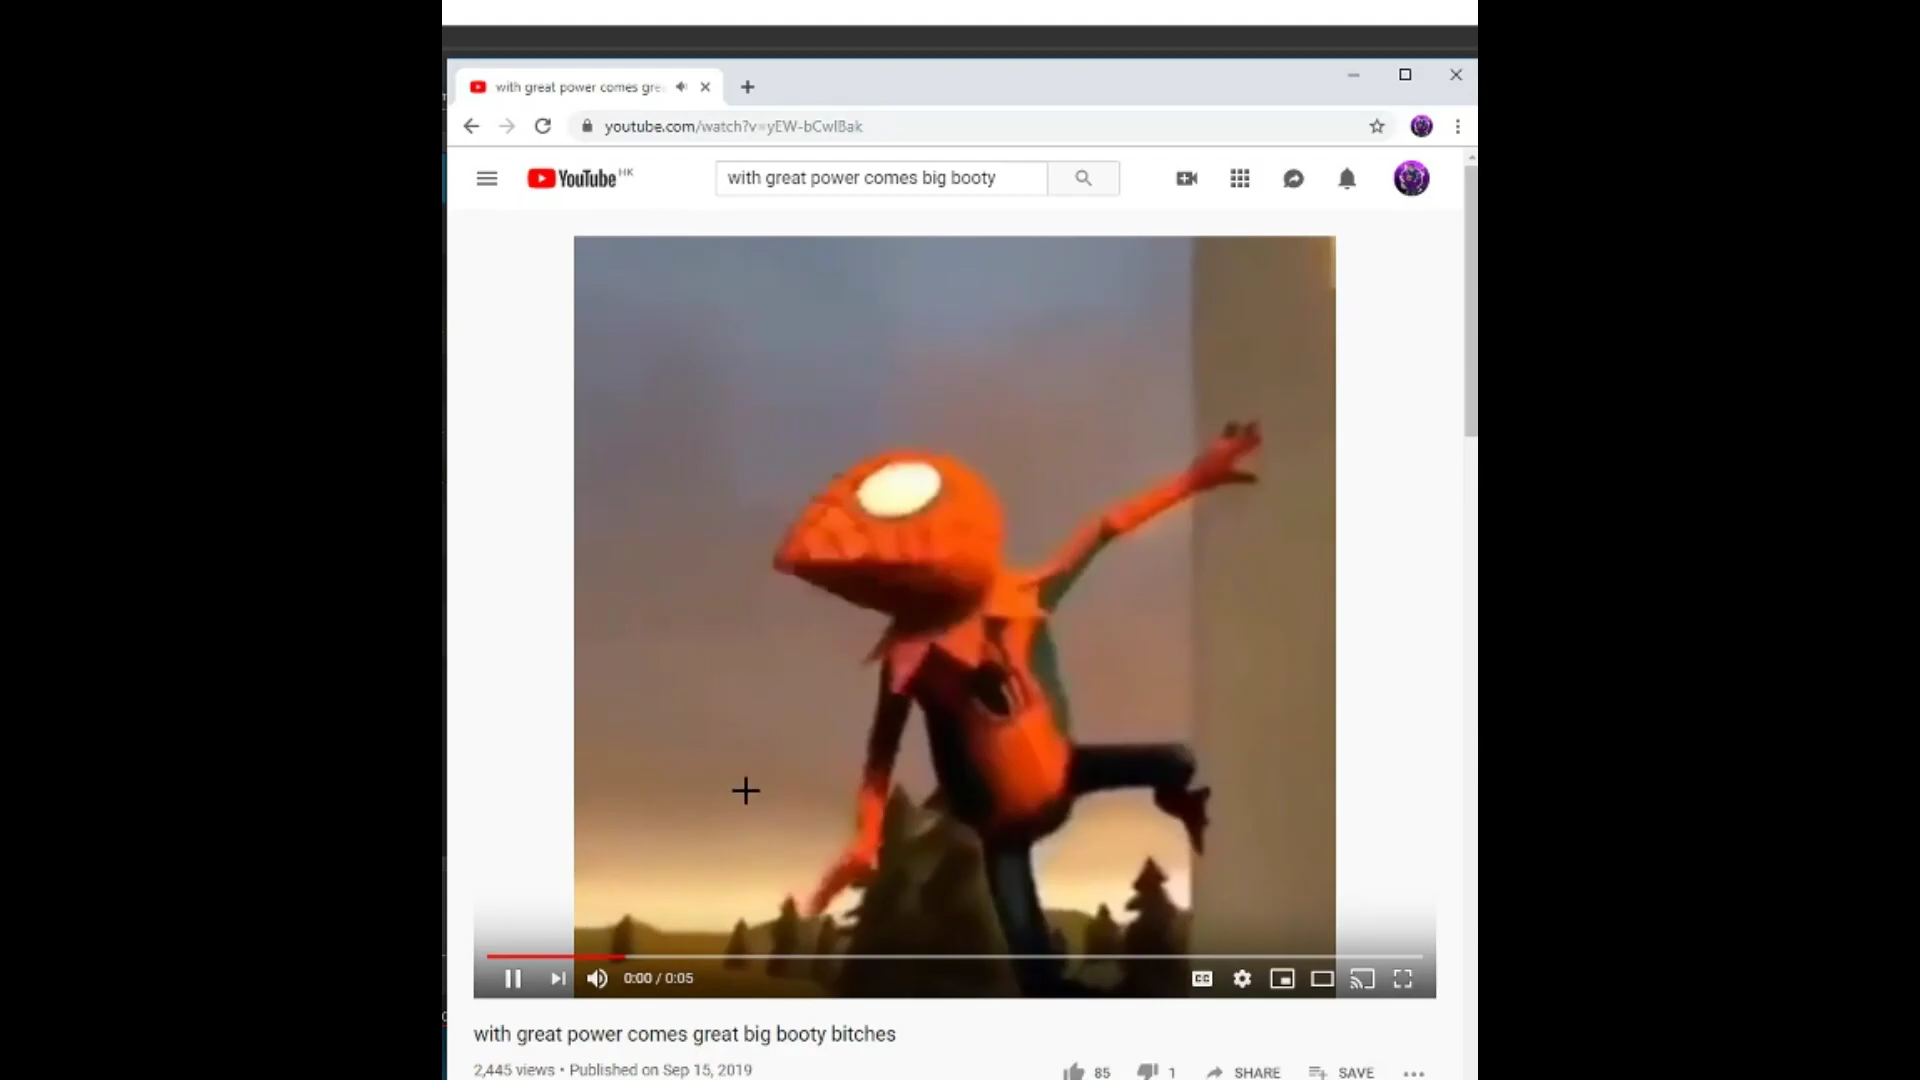 with great power comes gre
youtube.com/watch?v=yEW-bCwlBak
YouTube HK
with great power comes big booty
0:00 / 0:05
CC
with great power comes great big booty bitches
2,445 views • Published on Sep 15, 2019
85
1
SHARE
SAVE